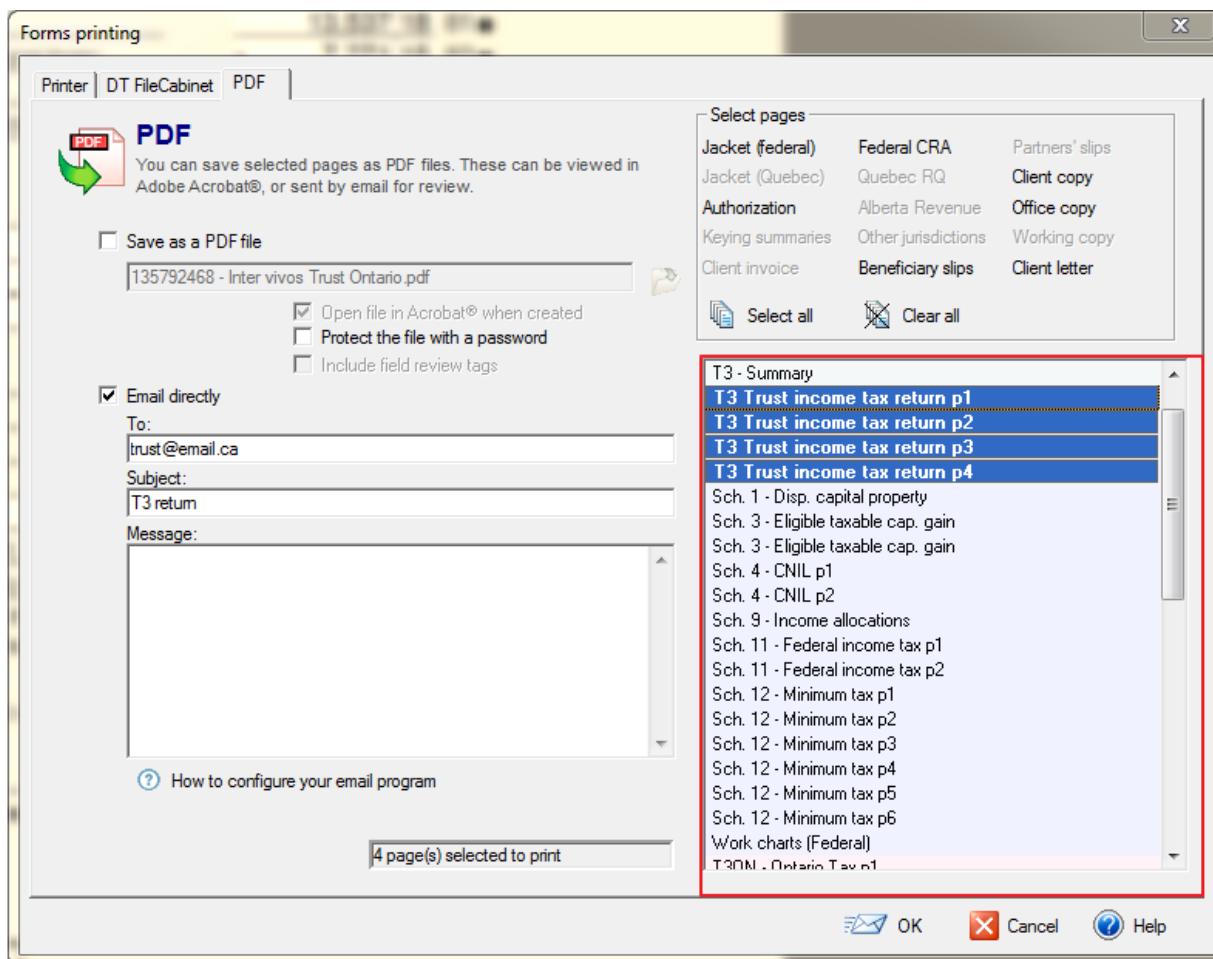 Forms printing
Printer
DT FileCabinet
PDF
PDF
PDF
You can save selected pages as PDF files. These can be viewed in
Adobe Acrobat®, or sent by email for review.
Save as a PDF file
135792468 - Inter vivos Trust Ontario.pdf
Open file in Acrobat® when created
Protect the file with a password
Include field review tags
Email directly
To:
trust@email.ca
Subject:
T3 return
Message:
How to configure your email program
4 page(s) selected to print
Select pages
Jacket (federal) Federal CRA Partners' slips
Jacket (Quebec) Quebec RQ Client copy
Authorization Alberta Revenue Office copy
Keying summaries Other jurisdictions Working copy
Client invoice Beneficiary slips Client letter
Select all Clear all
T3 - Summary
T3 Trust income tax return p1
T3 Trust income tax return p2
T3 Trust income tax return p3
T3 Trust income tax return p4
Sch. 1 - Disp. capital property
Sch. 3 - Eligible taxable cap. gain
Sch. 3 - Eligible taxable cap. gain
Sch. 4 - CNIL p1
Sch. 4 - CNIL p2
Sch. 9 - Income allocations
Sch. 11 - Federal income tax p1
Sch. 11 - Federal income tax p2
Sch. 12 - Minimum tax p1
Sch. 12 - Minimum tax p2
Sch. 12 - Minimum tax p3
Sch. 12 - Minimum tax p4
Sch. 12 - Minimum tax p5
Sch. 12 - Minimum tax p6
Work charts (Federal)
T3ON - Ontario Tax p1
OK Cancel Help